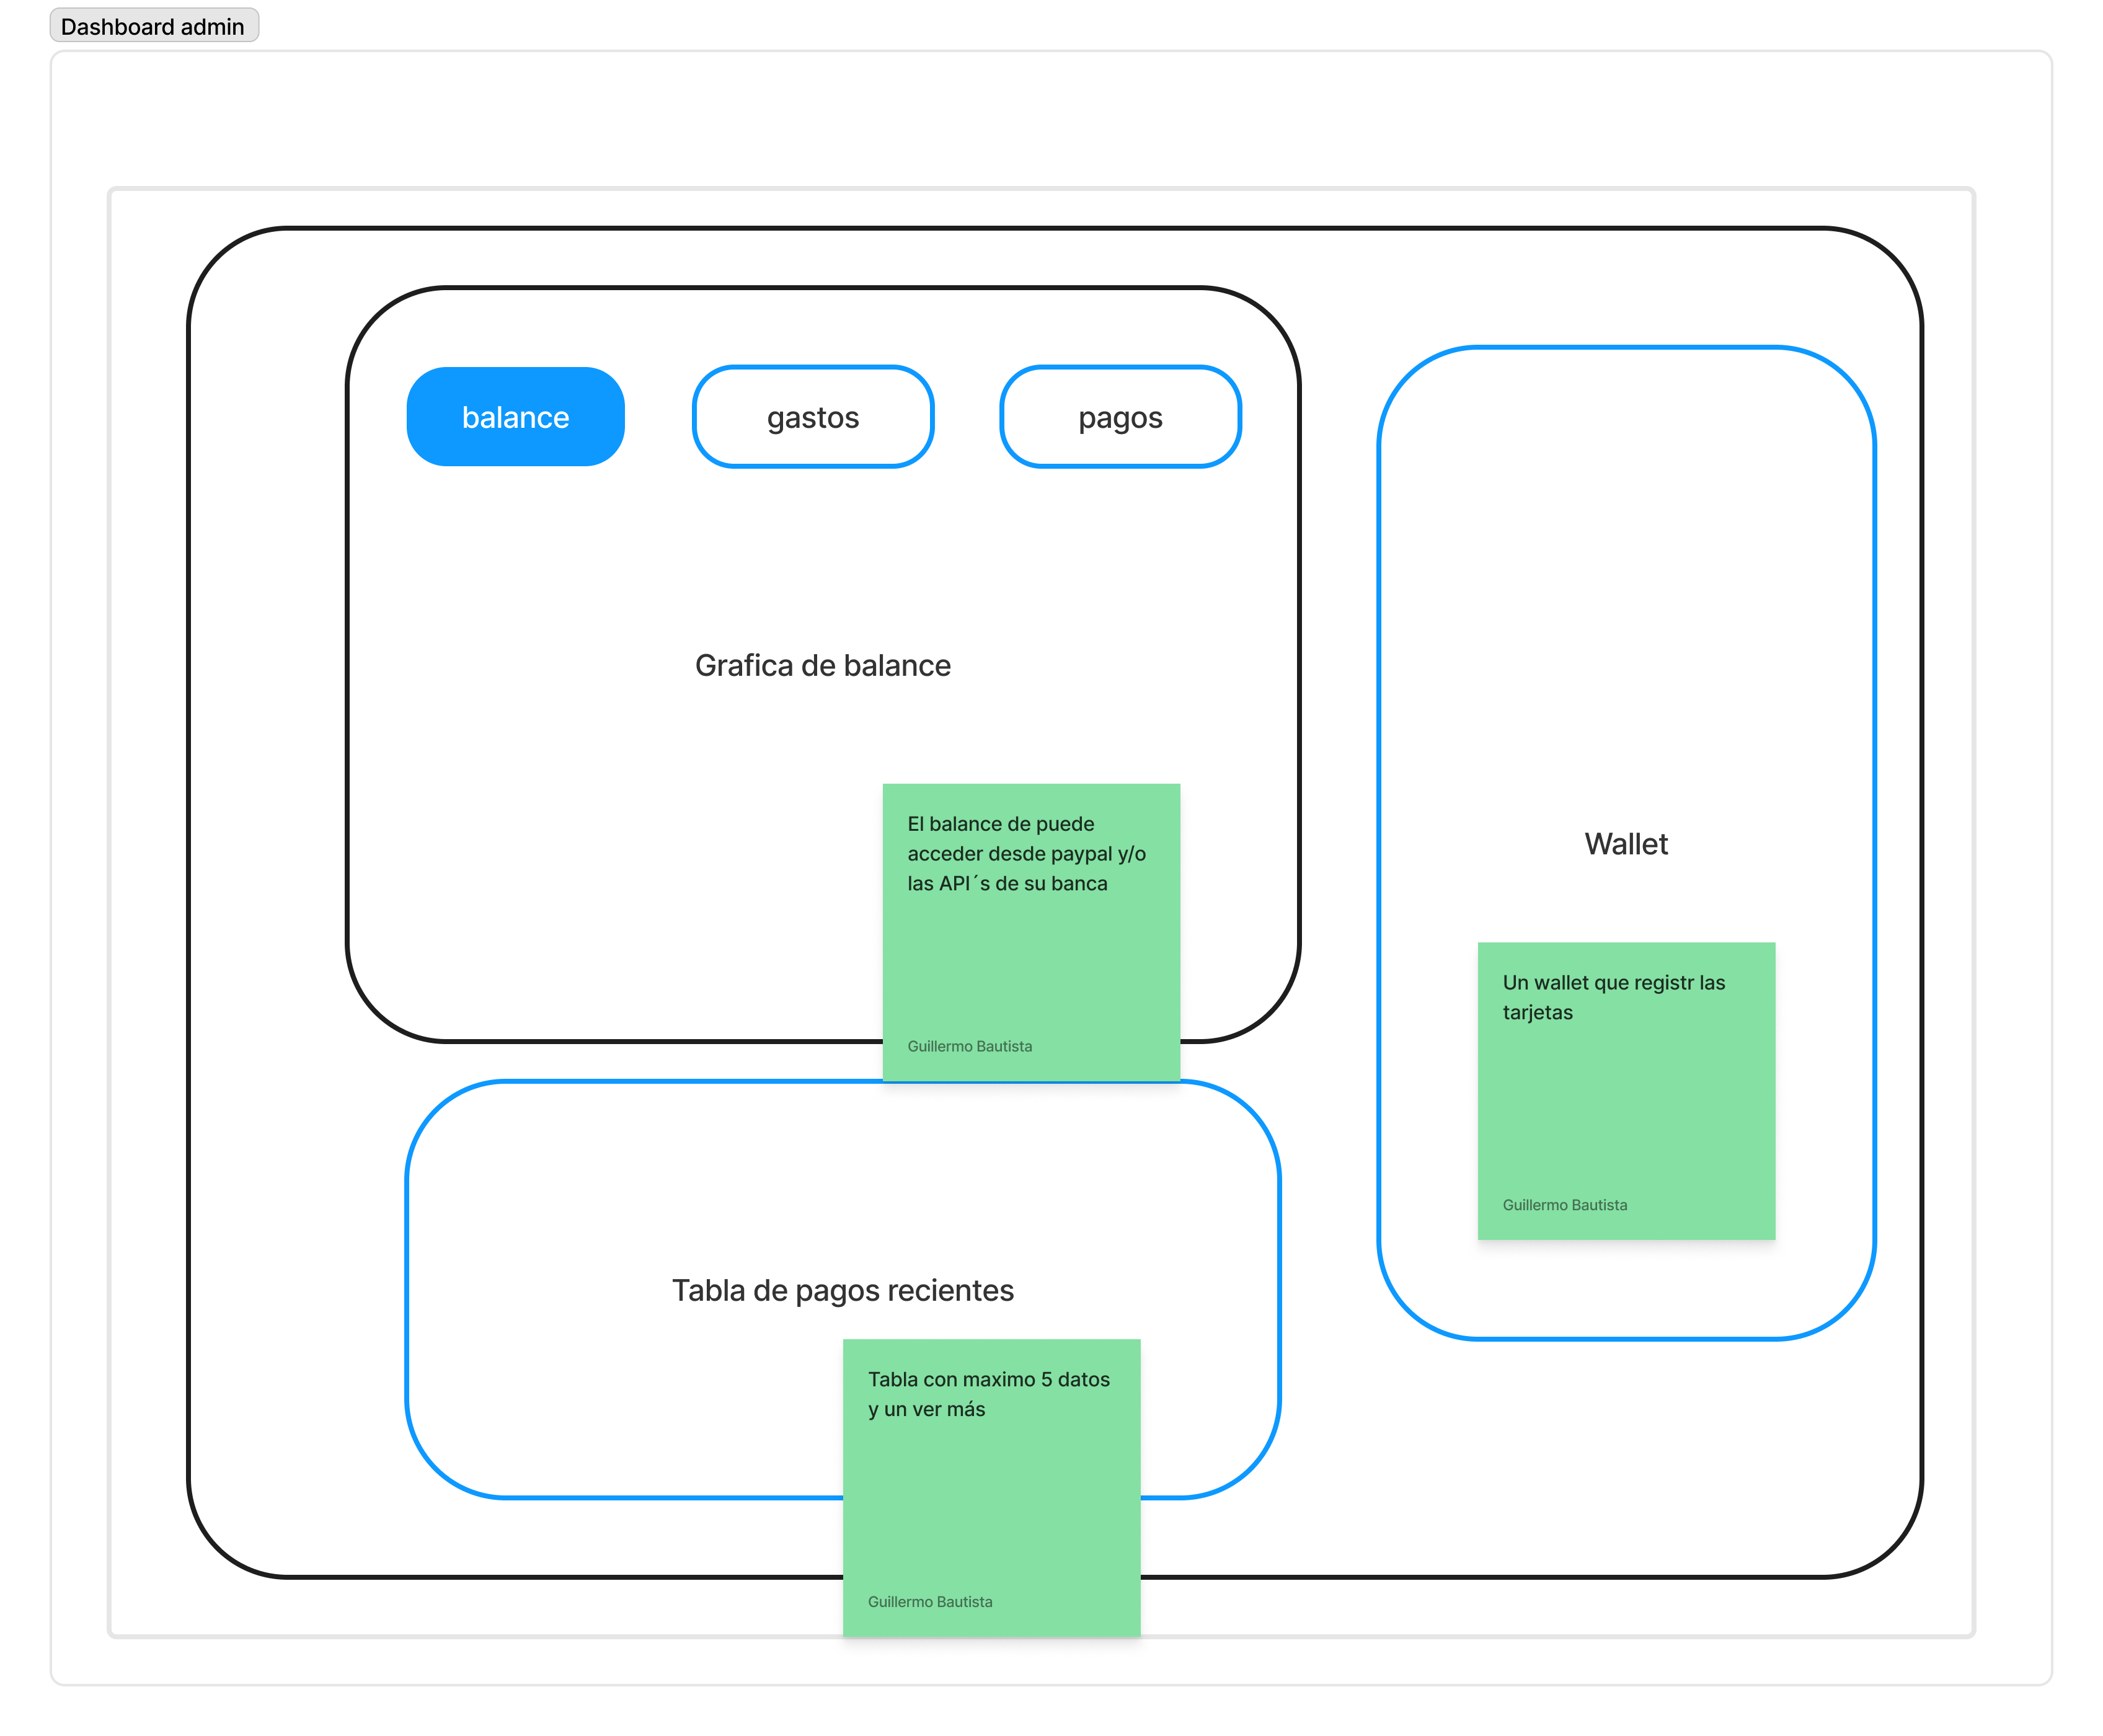 Dashboard admin
balance
gastos
pagos
Grafica de balance
El balance de puede
acceder desde paypal y/o
las API´s de su banca
Guillermo Bautista
Wallet
Un wallet que registr las
tarjetas
Guillermo Bautista
Tabla de pagos recientes
Tabla con maximo 5 datos
y un ver más
Guillermo Bautista